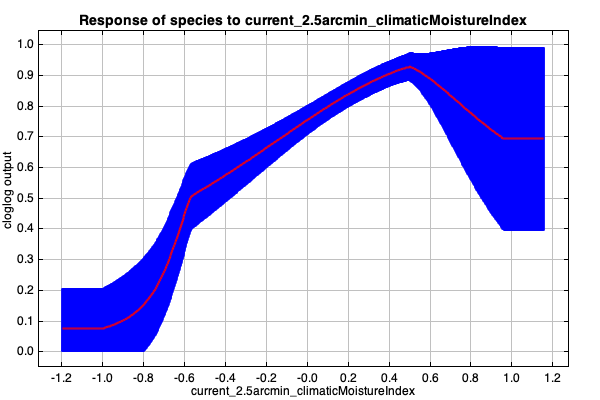 Response of species to current_2.5arcmin_climaticMoistureIndex
1.0
0.9
0.8
0.7
0.6
0.5
0.4
0.3
0.2
0.1
0.0
cloglog output
-1.2 -1.0 -0.8 -0.6 -0.4 -0.2 -0.0 0.2 0.4 0.6 0.8 1.0 1.2
current_2.5arcmin_climaticMoistureIndex